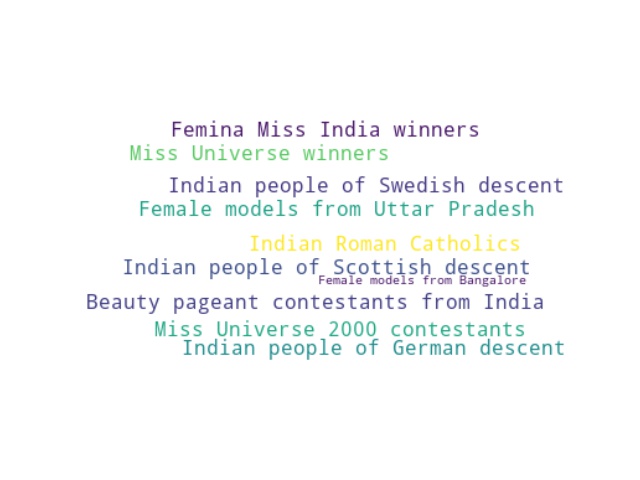 Femina Miss India winners
Miss Universe winners
Indian people of Swedish descent
Female models from Uttar Pradesh
Indian Roman Catholics
Indian people of Scottish descent
Female models from Bangalore
Beauty pageant contestants from India
Miss Universe 2000 contestants
Indian people of German descent